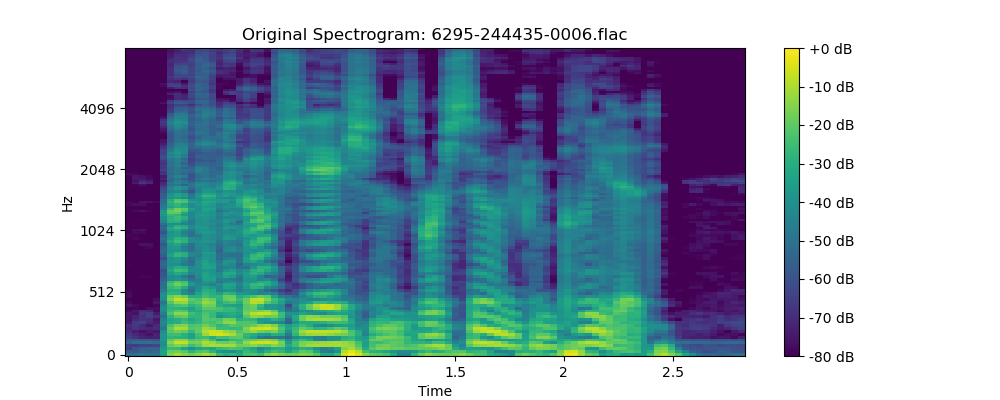 Original Spectrogram: 6295-244435-0006.flac
+0 dB
-10 dB
-20 dB
-30 dB
-40 dB
-50 dB
-60 dB
-70 dB
-80 dB
4096
2048
1024
512
0
Hz
0 0.5 1 1.5 2 2.5
Time